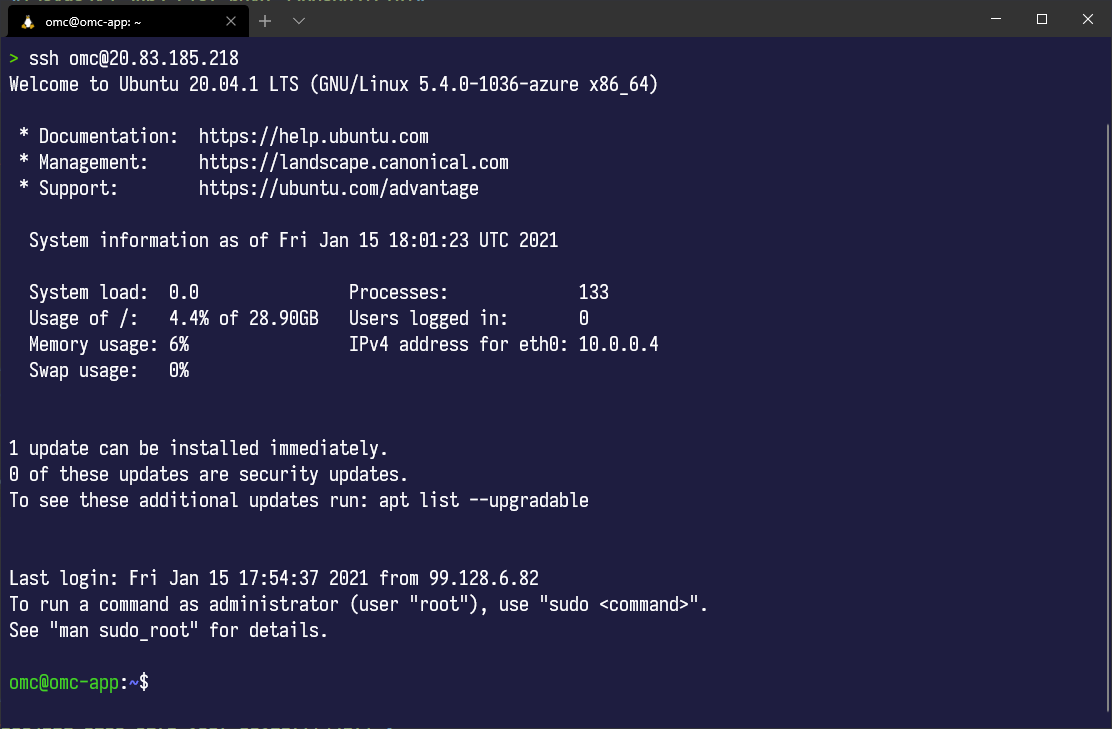 omc@omc-app: ~
> ssh omc@20.83.185.218
Welcome to Ubuntu 20.04.1 LTS (GNU/Linux 5.4.0-1036-azure x86_64)
* Documentation:  https://help.ubuntu.com
* Management:     https://landscape.canonical.com
* Support:        https://ubuntu.com/advantage
System information as of Fri Jan 15 18:01:23 UTC 2021
System load:  0.0               Processes:             133
Usage of /:   4.4% of 28.90GB   Users logged in:       0
Memory usage: 6%                IPv4 address for eth0: 10.0.0.4
Swap usage:   0%
1 update can be installed immediately.
0 of these updates are security updates.
To see these additional updates run: apt list --upgradable
Last login: Fri Jan 15 17:54:37 2021 from 99.128.6.82
To run a command as administrator (user "root"), use "sudo <command>".
See "man sudo_root" for details.
omc@omc-app:~$